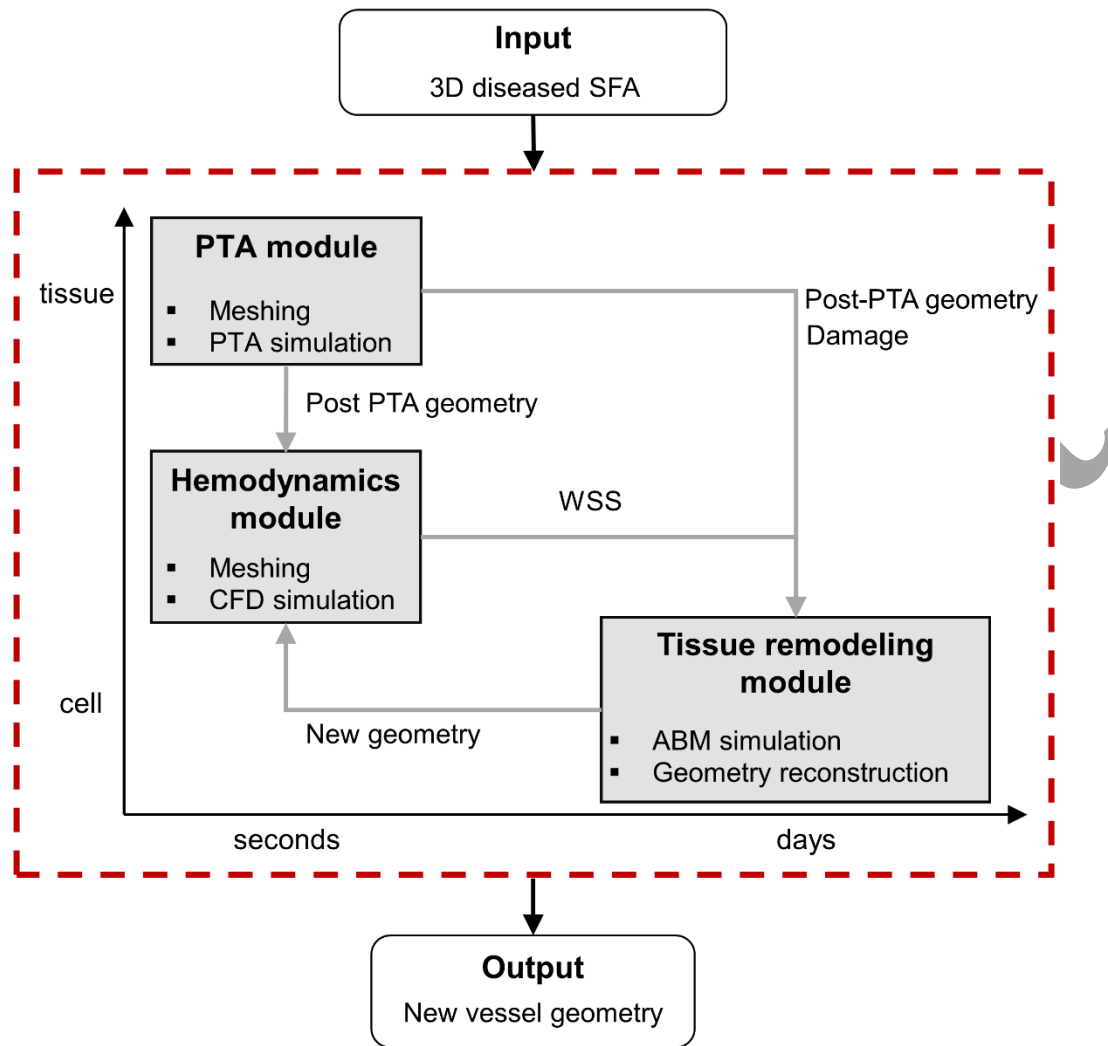 Input
3D diseased SFA
PTA module
▪ Meshing
▪ PTA simulation
tissue
Post-PTA geometry
Damage
Post PTA geometry
Hemodynamics
module
▪ Meshing
▪ CFD simulation
WSS
Tissue remodeling
module
▪ ABM simulation
▪ Geometry reconstruction
cell
New geometry
seconds
days
Output
New vessel geometry